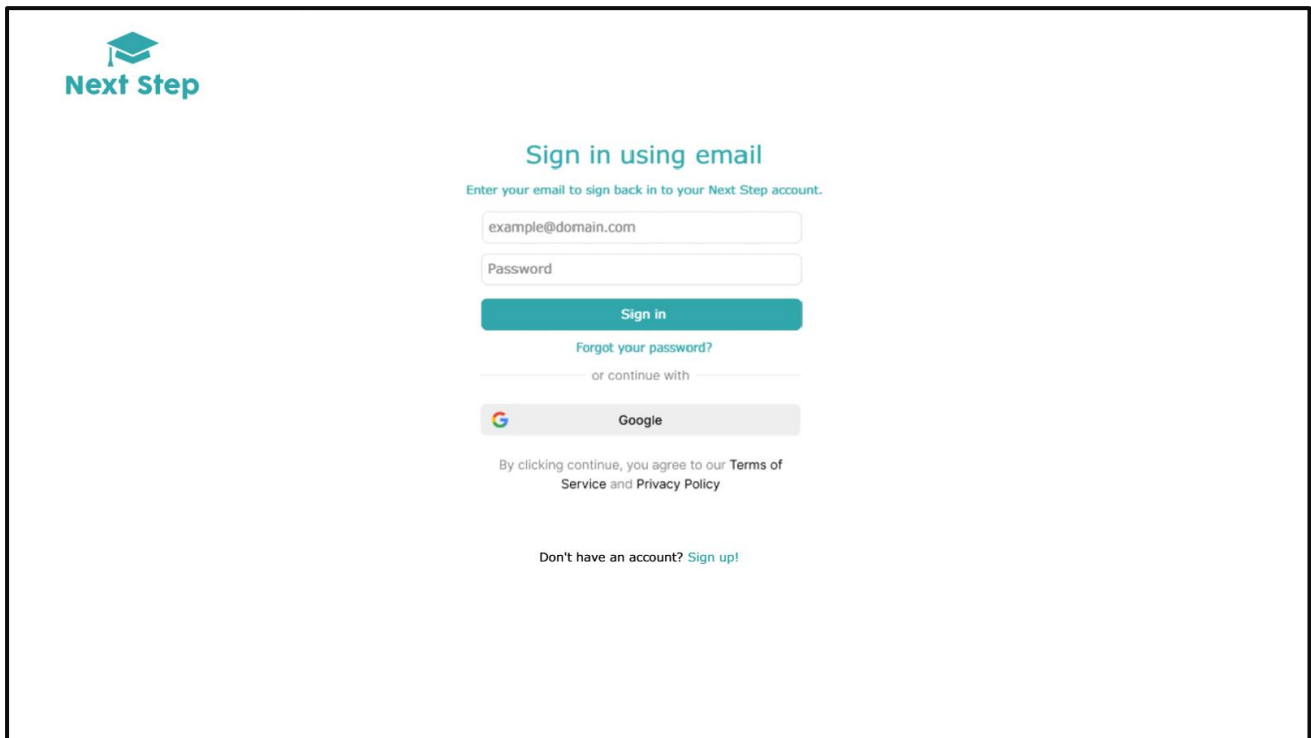 Next Step
Sign in using email
Enter your email to sign back in to your Next Step account.
example@domain.com
Password
Sign in
Forgot your password?
or continue with
Google
By clicking continue, you agree to our Terms of
Service and Privacy Policy
Don't have an account? Sign up!